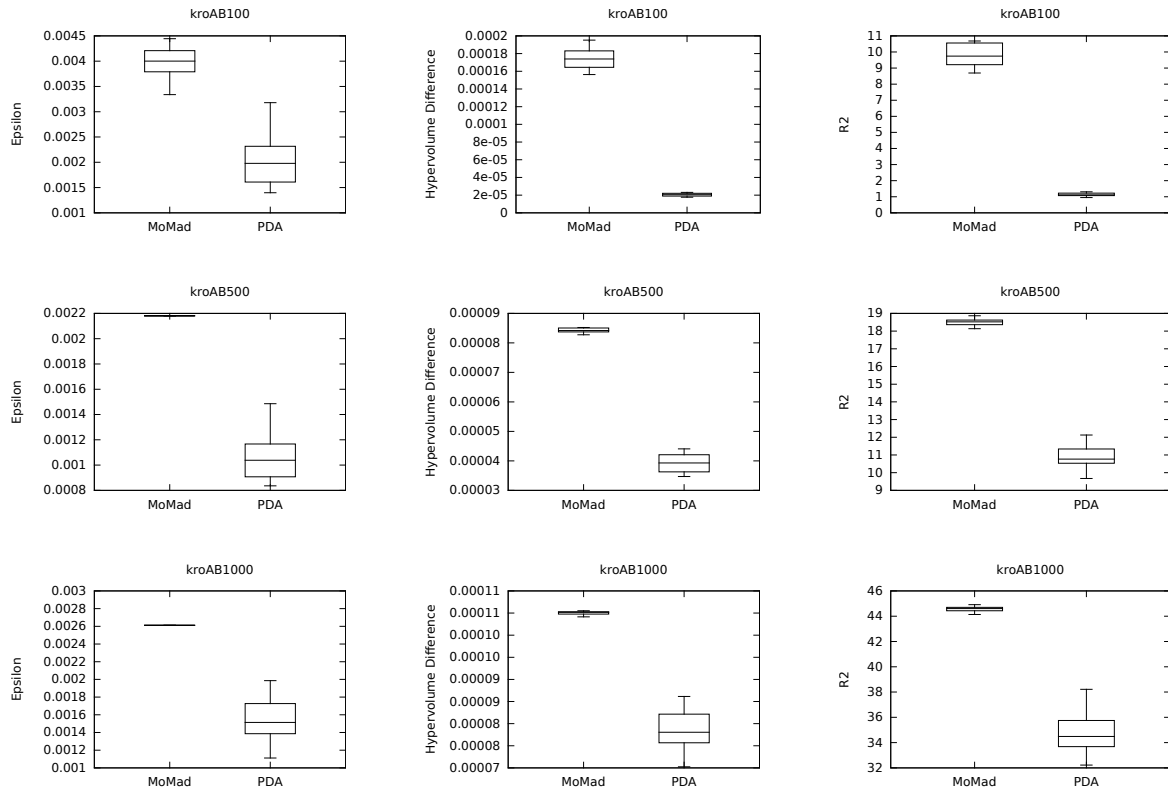 kroAB100
Epsilon
0.0045
0.004
0.0035
0.003
0.0025
0.002
0.0015
0.001
MoMad PDA
kroAB100
Hypervolume Difference
0.0002
0.00018
0.00016
0.00014
0.00012
0.0001
8e-05
6e-05
4e-05
2e-05
0
MoMad PDA
kroAB100
R2
11
10
9
8
7
6
5
4
3
2
1
0
MoMad PDA
kroAB500
Epsilon
0.0022
0.002
0.0018
0.0016
0.0014
0.0012
0.001
0.0008
MoMad PDA
kroAB500
Hypervolume Difference
0.00009
0.00008
0.00007
0.00006
0.00005
0.00004
0.00003
MoMad PDA
kroAB500
R2
19
18
17
16
15
14
13
12
11
10
9
MoMad PDA
kroAB1000
Epsilon
0.003
0.0028
0.0026
0.0024
0.0022
0.002
0.0018
0.0016
0.0014
0.0012
0.001
MoMad PDA
kroAB1000
Hypervolume Difference
0.00011
0.00011
0.00010
0.00010
0.00009
0.00009
0.00008
0.00008
0.00007
MoMad PDA
kroAB1000
R2
46
44
42
40
38
36
34
32
MoMad PDA